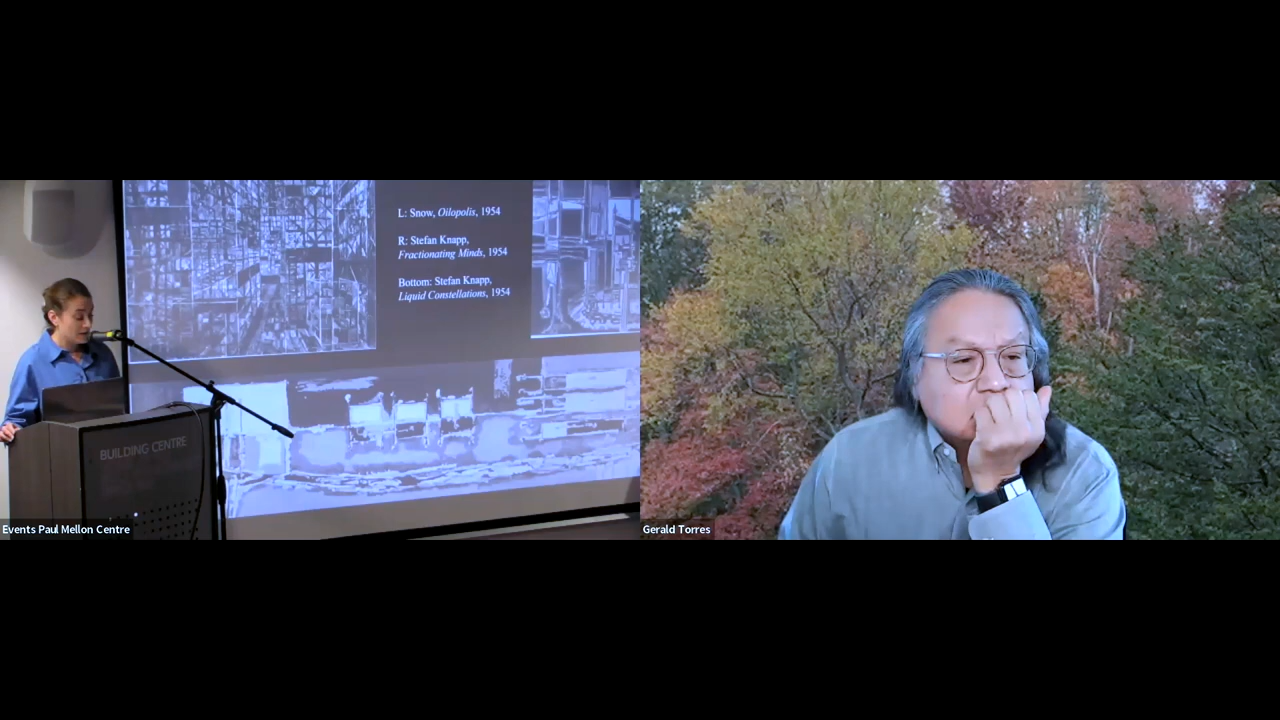 L: Snow, Oilopolis, 1954
R: Stefan Knapp,
Fractionating Minds, 1954
Bottom: Stefan Knapp,
Liquid Constellations, 1954
BUILDING CENTRE
Events Paul Mellon Centre
Gerald Torres